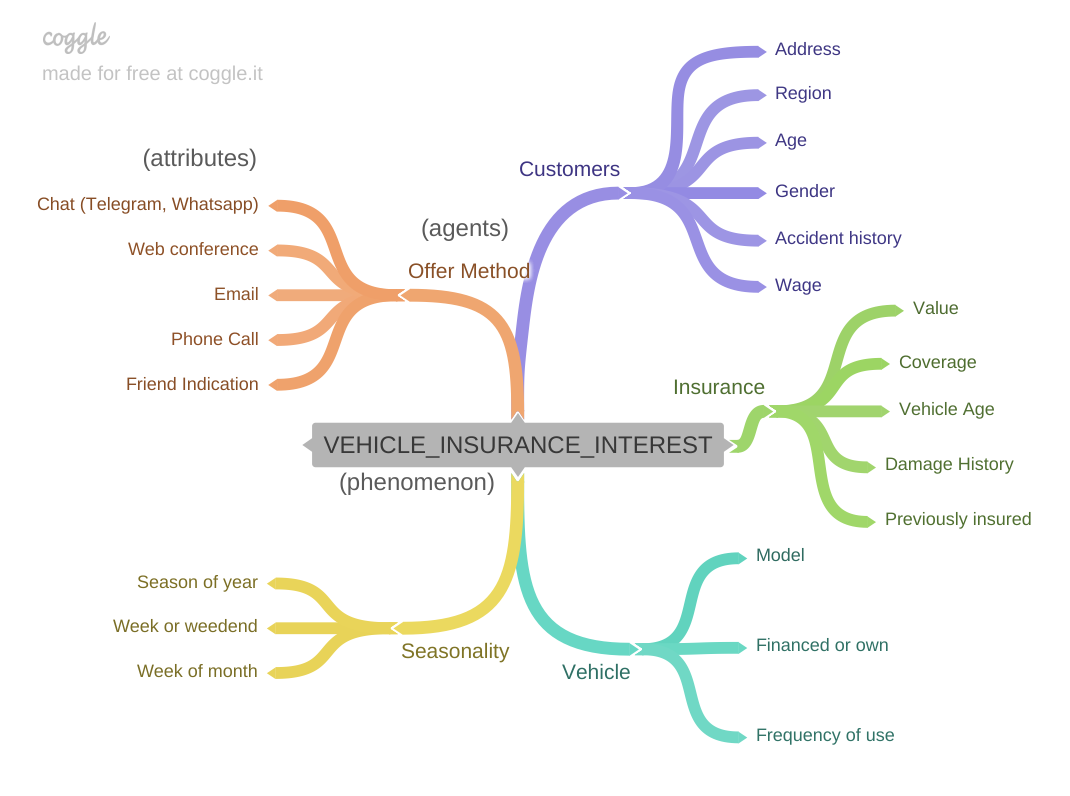 coggle
made for free at coggle.it
(attributes)
Chat (Telegram, Whatsapp)
Web conference
Email
Phone Call
Friend Indication
(agents)
Offer Method
Customers
Address
Region
Age
Gender
Accident history
Wage
Insurance
Value
Coverage
Vehicle Age
Damage History
Previously insured
VEHICLE_INSURANCE_INTEREST
(phenomenon)
Season of year
Week or weedend
Week of month
Seasonality
Vehicle
Model
Financed or own
Frequency of use